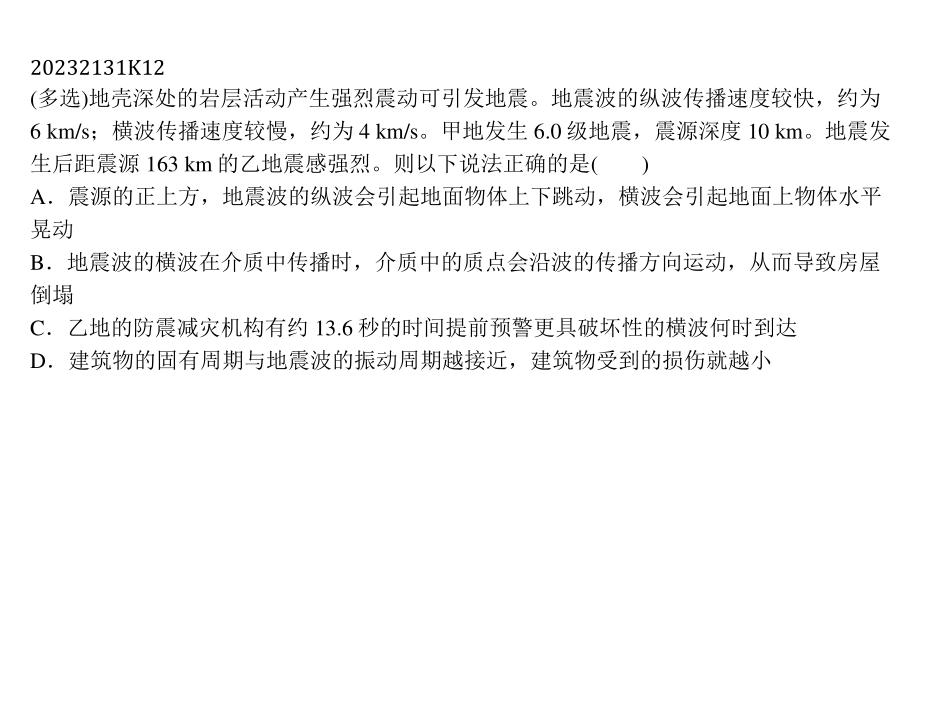 20232131K12
(多选)地壳深处的岩层活动产生强烈震动可引发地震。地震波的纵波传播速度较快，约为
6 km/s；横波传播速度较慢，约为 4 km/s。甲地发生 6.0 级地震，震源深度 10 km。地震发
生后距震源 163 km 的乙地震感强烈。则以下说法正确的是(　　)
A．震源的正上方，地震波的纵波会引起地面物体上下跳动，横波会引起地面上物体水平
晃动
B．地震波的横波在介质中传播时，介质中的质点会沿波的传播方向运动，从而导致房屋
倒塌
C．乙地的防震减灾机构有约 13.6 秒的时间提前预警更具破坏性的横波何时到达
D．建筑物的固有周期与地震波的振动周期越接近，建筑物受到的损伤就越小